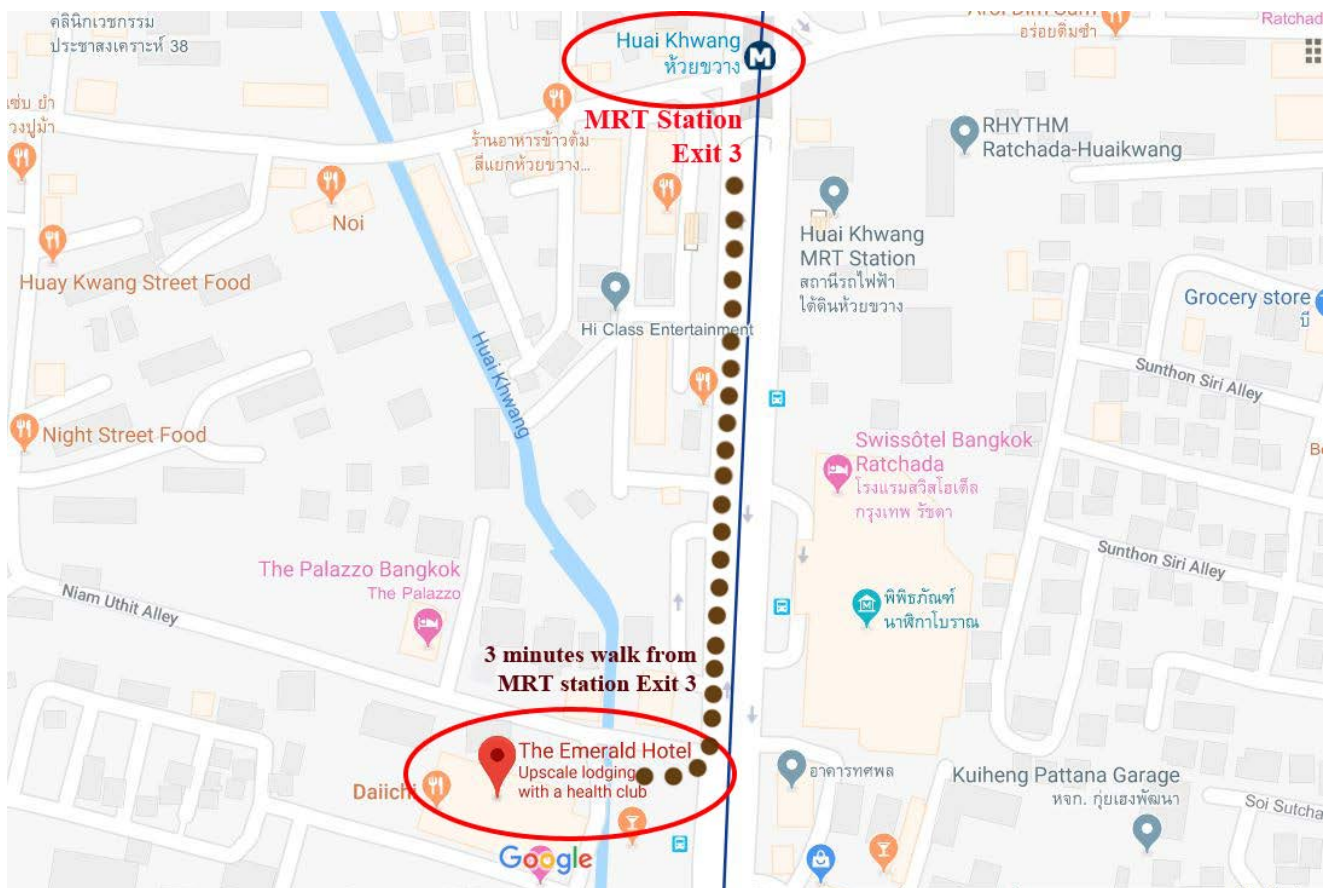 คลินิกเวชกรรม
ประชาสงเคราะห์ 38
Huai Khwang
ห้วยขวาง
M
อร่อยติ่มซำ
Ratchad
MRT Station
Exit 3
ร้านอาหารข้าวต้ม
สี่แยกห้วยขวาง...
RHYTHM
Ratchada-Huaikwang
Noi
Huay Kwang Street Food
Huai Khwang
MRT Station
สถานีรถไฟฟ้า
ใต้ดินห้วยขวาง
Grocery store
บี
Hi Class Entertainment
Huai Khwang
Sunthon Siri Alley
Night Street Food
Swissôtel Bangkok
Ratchada
โรงแรมสวิสโฮเต็ล
กรุงเทพ รัชดา
Sunthon Siri Alley
The Palazzo Bangkok
The Palazzo
Niam Uthit Alley
พิพิธภัณฑ์
นาฬิกาโบราณ
3 minutes walk from
MRT station Exit 3
The Emerald Hotel
Upscale lodging
with a health club
Daiichi
อาคารทศพล
Kuiheng Pattana Garage
หจก. กุ่ยเฮงพัฒนา
Soi Sutcha
Google